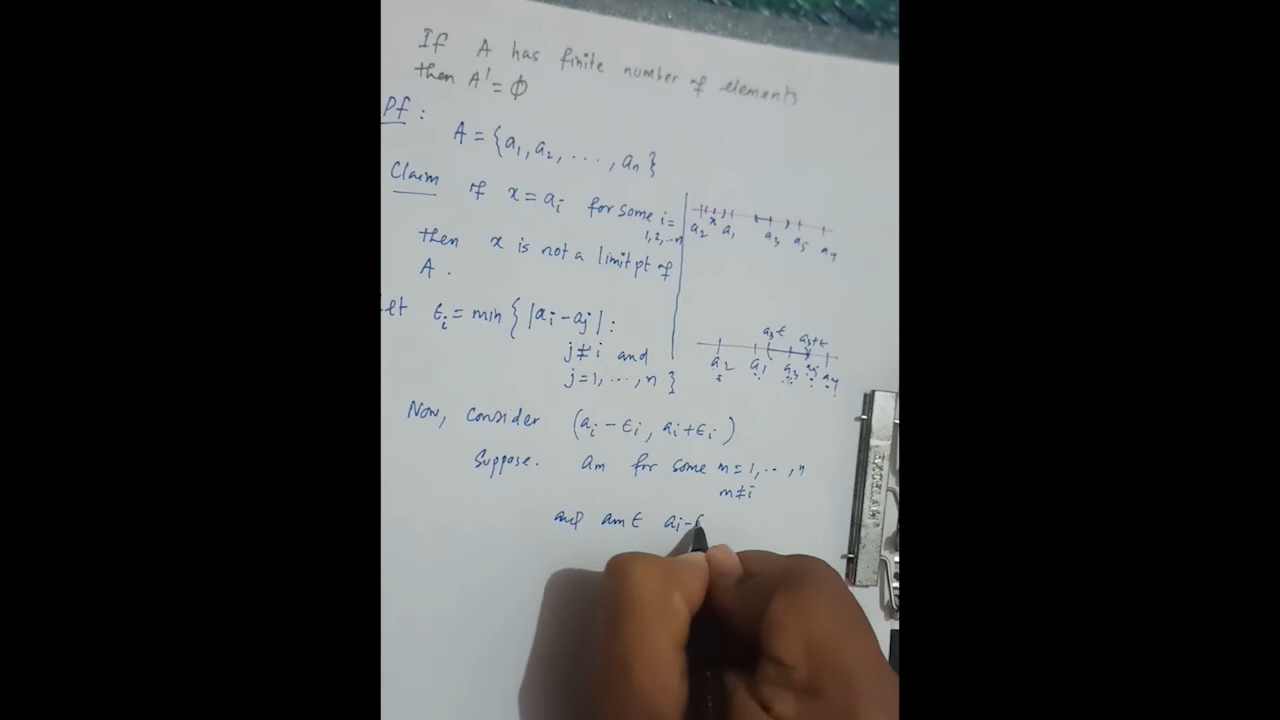 If A has finite number of elements
then A' = ϕ
Pf :
A = {a₁, a₂, ..., aₙ}
Claim if x = aᵢ for some i =
1, 2, ..n
then x is not a limit pt of
A .
Let ϵᵢ = min { |aᵢ - aⱼ| :
j ≠ i and
j = 1, ..., n }
Now, consider (aᵢ - ϵᵢ, aᵢ + ϵᵢ)
Suppose. am for some m = 1, .., n
m ≠ i
and am ϵ aᵢ -
a₂ x a₁ a₃ a₅ a₄
a₃-ϵ a₃+ϵ
a₂ a₁ a₃ a₅ a₄